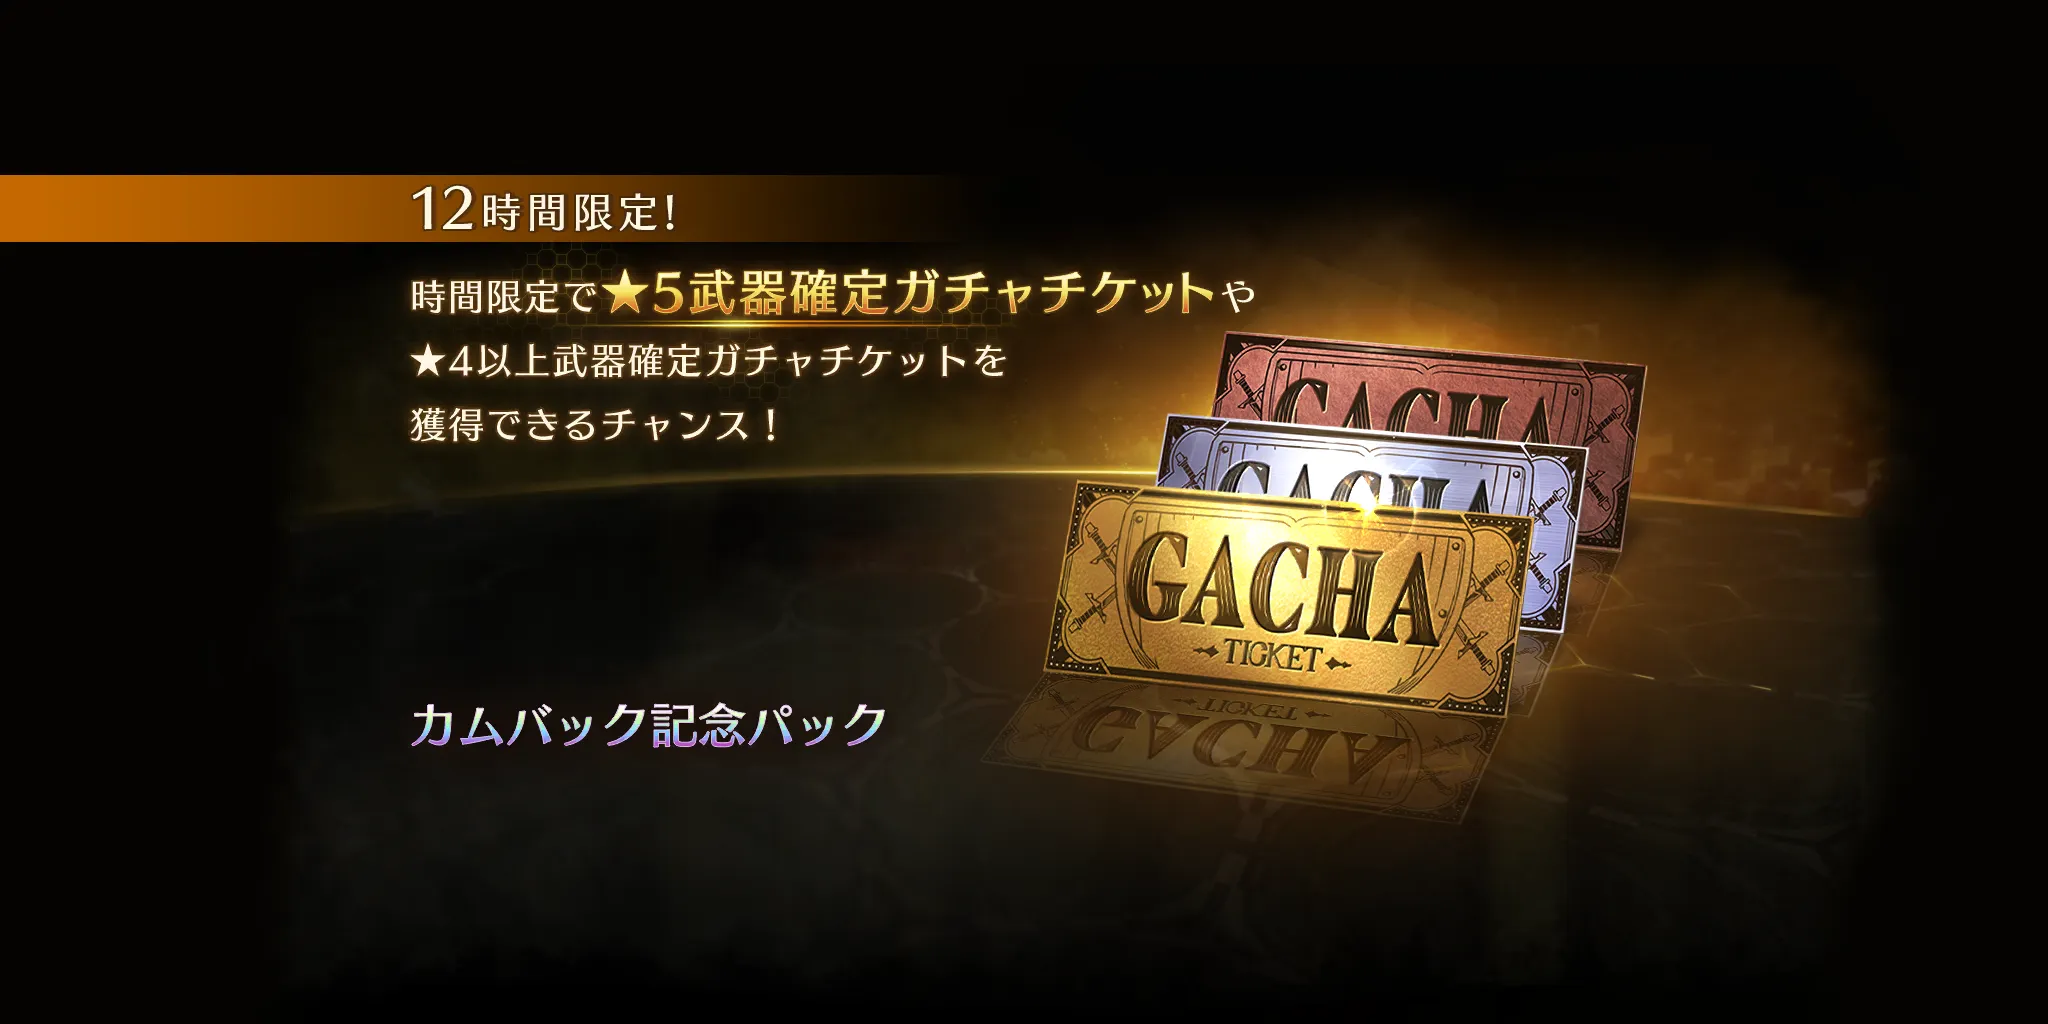 12時間限定!
時間限定で★5武器確定ガチャチケットや
★4以上武器確定ガチャチケットを
獲得できるチャンス！
GACHA
GACHA
GACHA
TICKET
カムバック記念パック